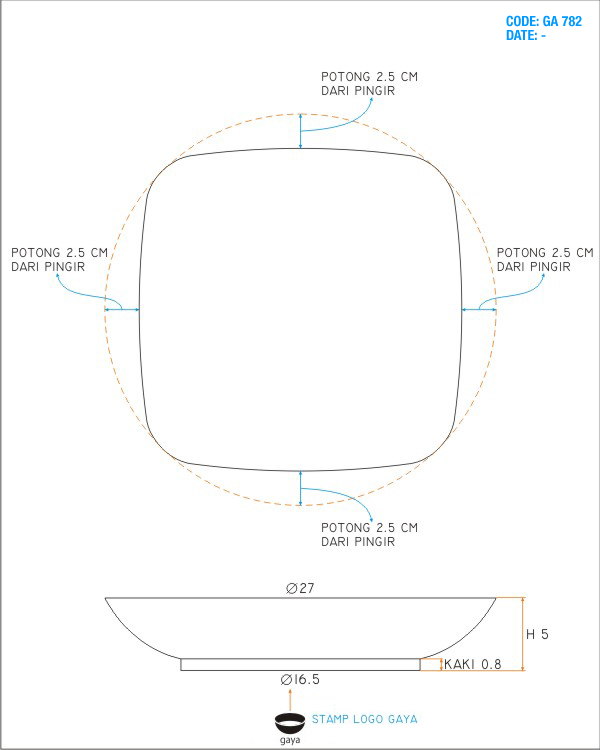 CODE: GA 782
DATE: -
POTONG 2.5 CM
DARI PINGIR
POTONG 2.5 CM
DARI PINGIR
POTONG 2.5 CM
DARI PINGIR
POTONG 2.5 CM
DARI PINGIR
∅27
H 5
KAKI 0.8
∅16.5
STAMP LOGO GAYA
gaya